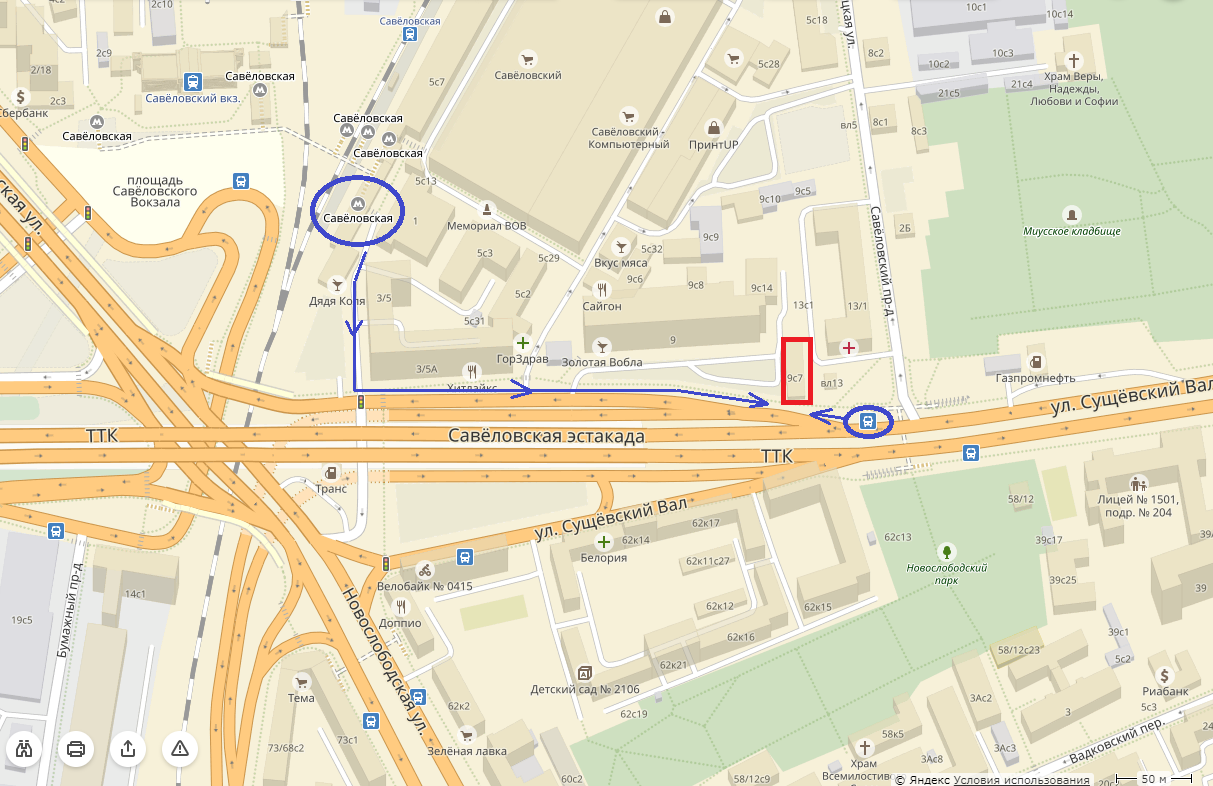 Савёловская
2с10
5с18
10с1
10с14
2с9
Савёловский
5с28
8с2
10с3
10с2
Храм Веры,
Надежды,
Любови и Софии
2/18
Савёловская
5с7
21с4
21с5
Савёловский вкз.
2с3
Сбербанк
Савёловская
Савёловская
Савёловский -
Компьютерный
ПринтUP
вл5
8с1
8с3
Савёловская
площадь
Савёловского
Вокзала
5с13
9с5
9с10
Савёловская
1
Мемориал ВОВ
Савёловский пр-д
2Б
Миусское кладбище
5с3
5с29
5с32
9с9
Вкус мяса
9с6
9с8
9с14
Дядя Коля
3/5
5с2
Сайгон
13с1
13/1
5с31
9
ГорЗдрав
Золотая Вобла
3/5А
Хитлайкс
9с7
вл13
Газпромнефть
ул. Сущёвский Вал
ТТК
Савёловская эстакада
ТТК
Транс
ул. Сущёвский Вал
62к17
62к14
Белория
62к11с27
58/12
Лицей № 1501,
подр. № 204
62с13
39с17
Новослободский
парк
39с25
39
Велобайк № 0415
14с1
19с5
Бумажный пр-д
Новослободская ул.
Доппио
62к12
62к15
62к16
62к21
39с1
5с2
58/12с23
Детский сад № 2106
Риабанк
5с3
Тема
62к2
62с19
3Ас2
3
73с1
73/68с2
Зелёная лавка
58к5
3Ас3
3Ас8
Вадковский пер.
Храм
Всемилостив
60с2
58/12с9
© Яндекс Условия использования
50 м